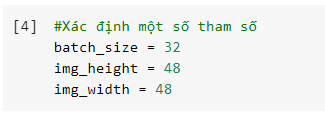 [4] #Xác định một số tham số
batch_size = 32
img_height = 48
img_width = 48